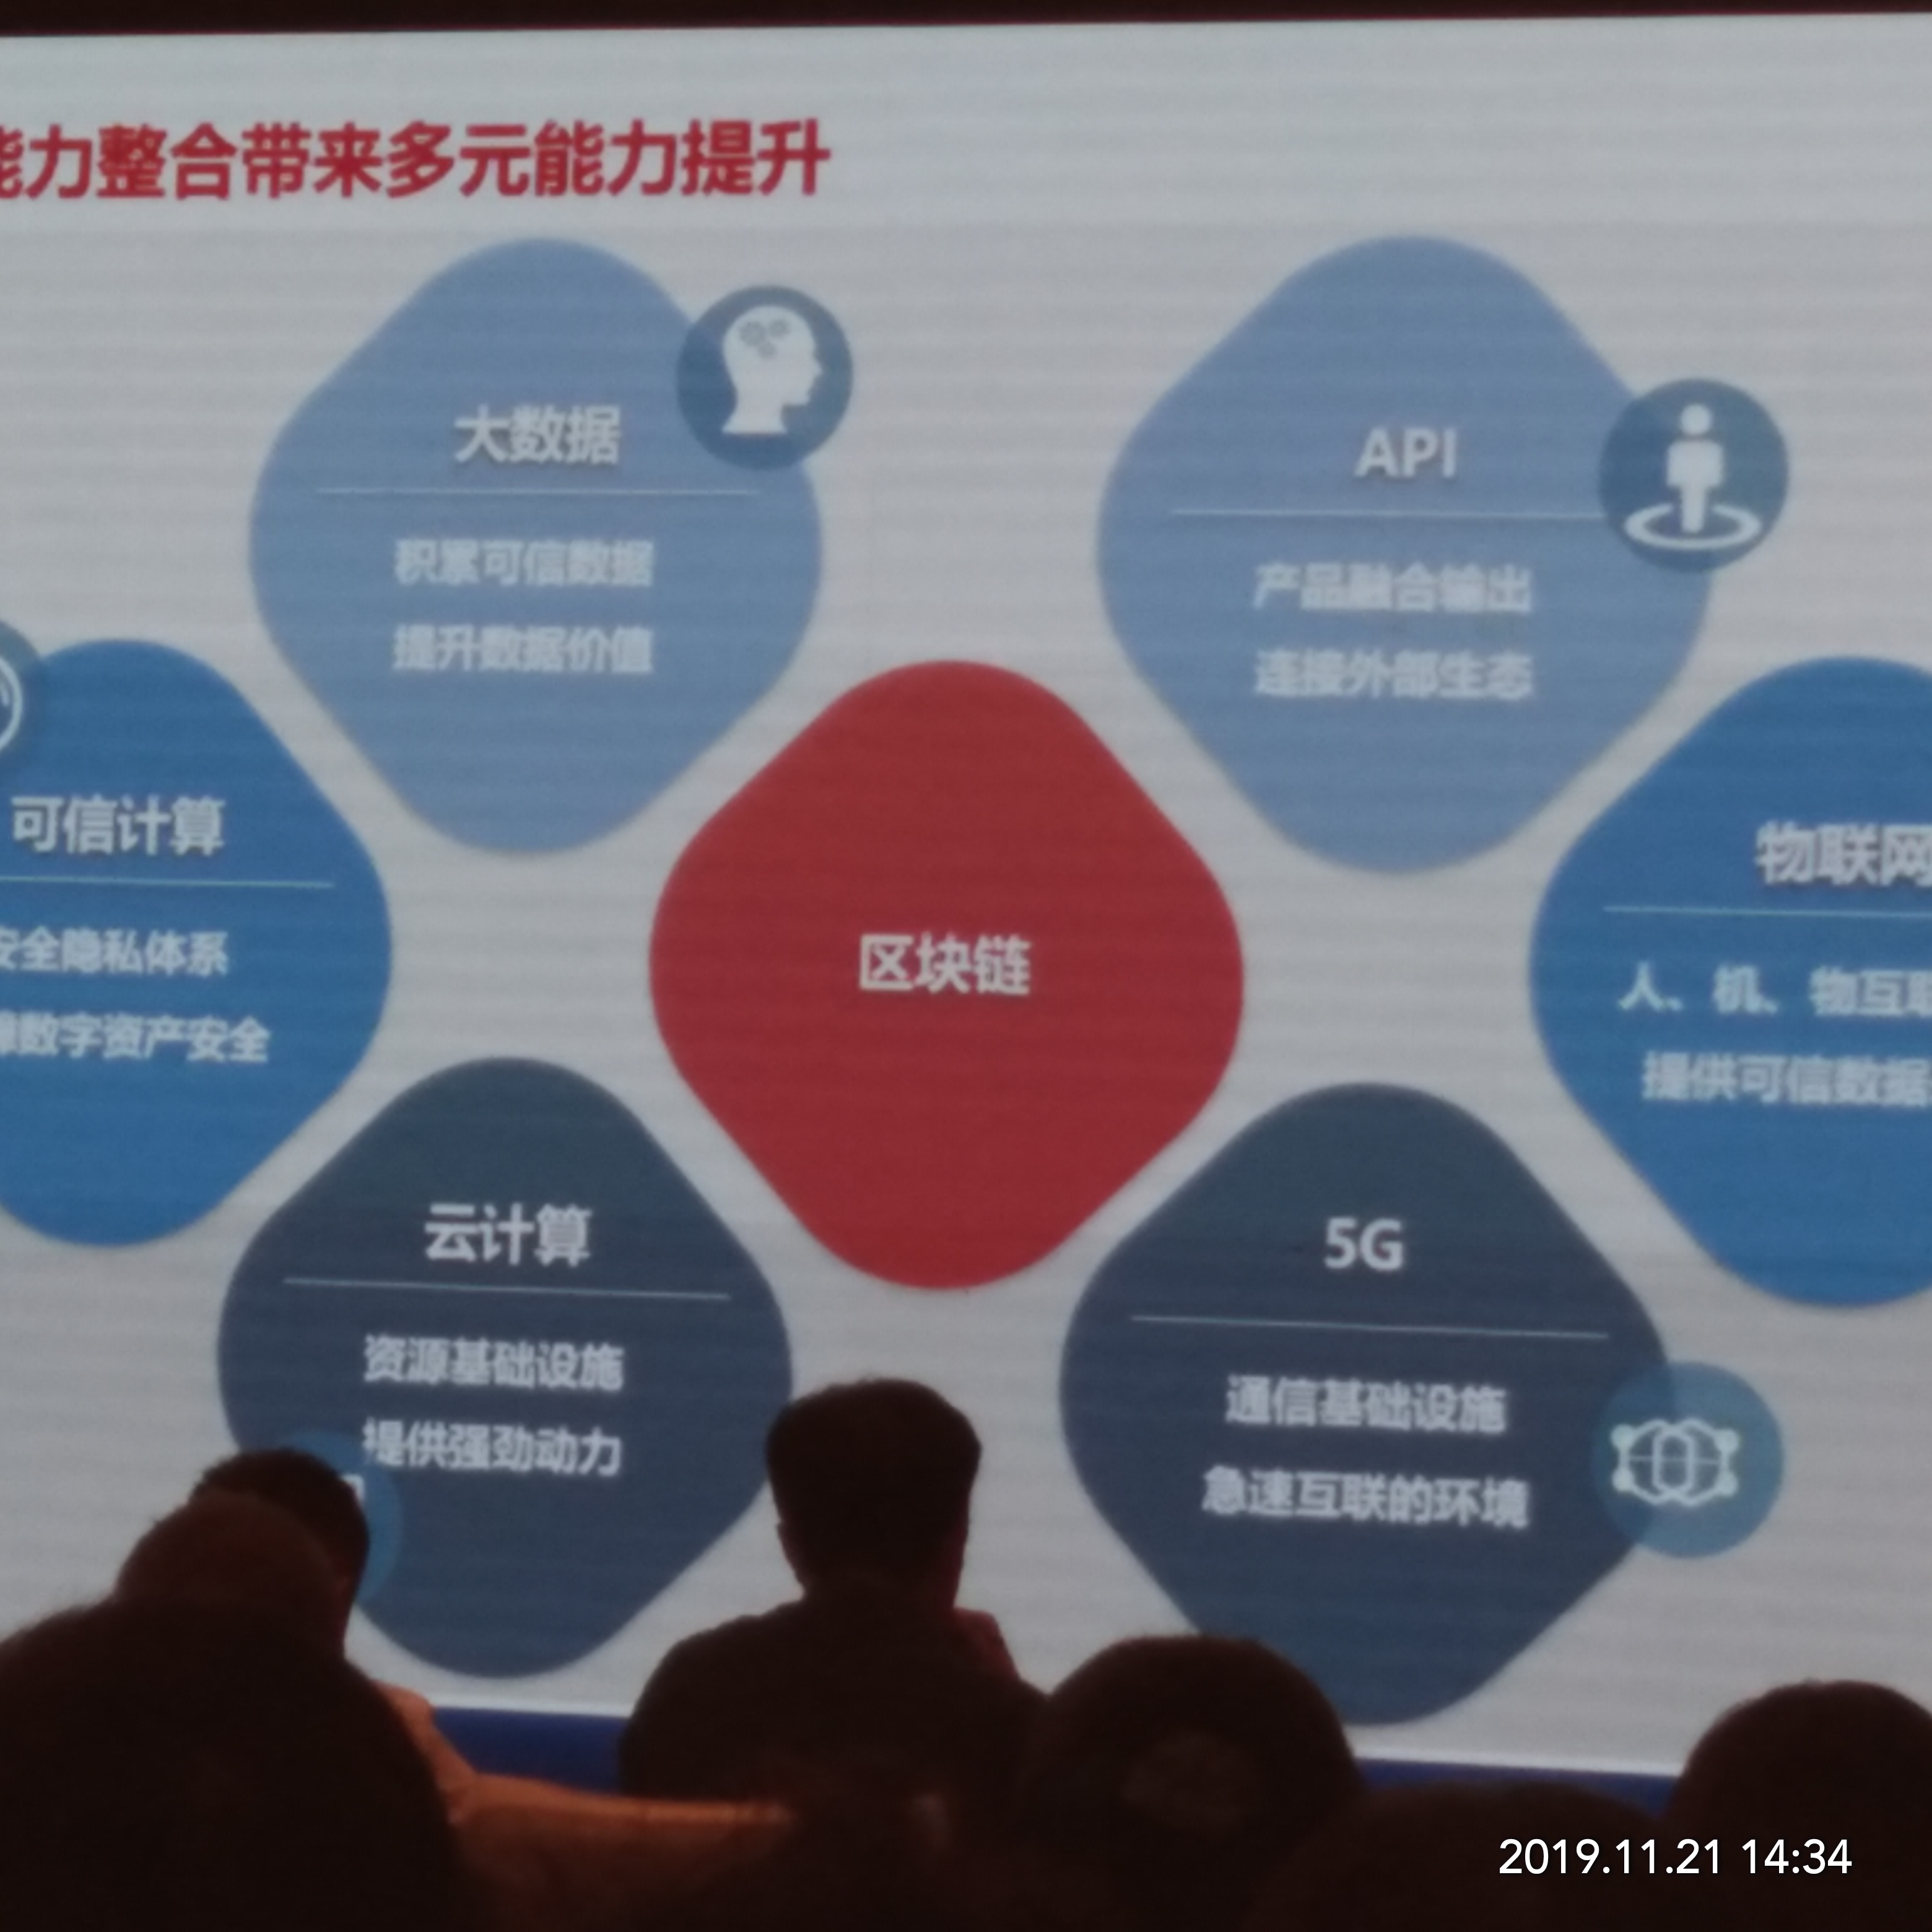 能力整合带来多元能力提升
大数据
积累可信数据
提升数据价值
API
产品融合输出
连接外部生态
可信计算
安全隐私体系
障数字资产安全
区块链
物联网
人、机、物互联
提供可信数据
云计算
资源基础设施
提供强劲动力
5G
通信基础设施
急速互联的环境
2019.11.21 14:34